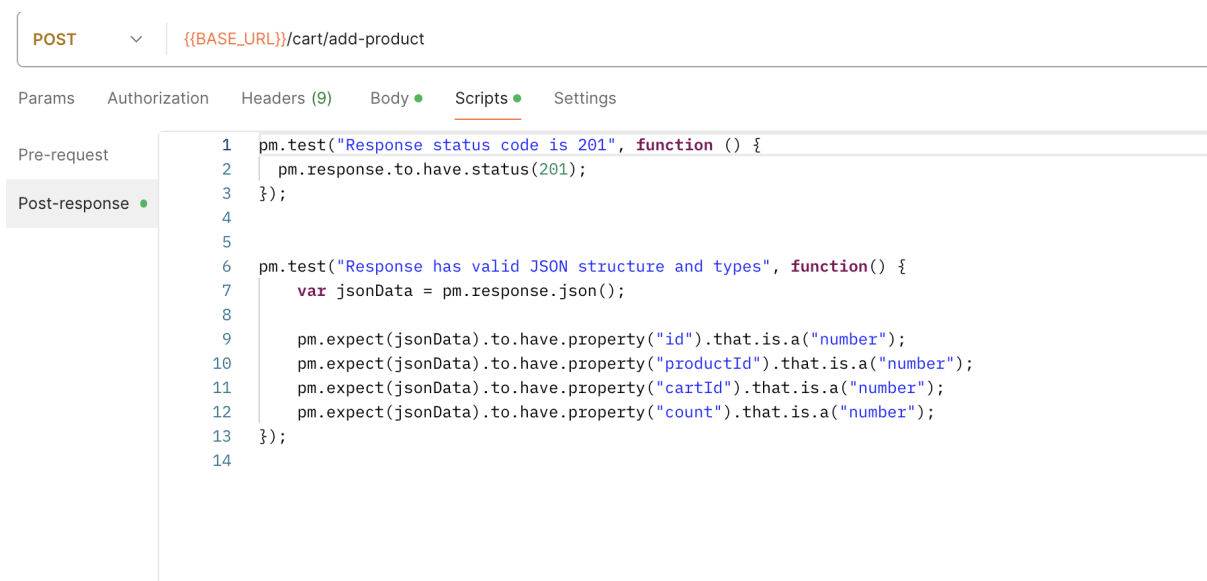 POST {{BASE_URL}}/cart/add-product
Params Authorization Headers (9) Body Scripts Settings
Pre-request
Post-response
1 pm.test("Response status code is 201", function () {
2   pm.response.to.have.status(201);
3 });
4
5
6 pm.test("Response has valid JSON structure and types", function() {
7     var jsonData = pm.response.json();
8
9     pm.expect(jsonData).to.have.property("id").that.is.a("number");
10     pm.expect(jsonData).to.have.property("productId").that.is.a("number");
11     pm.expect(jsonData).to.have.property("cartId").that.is.a("number");
12     pm.expect(jsonData).to.have.property("count").that.is.a("number");
13 });
14